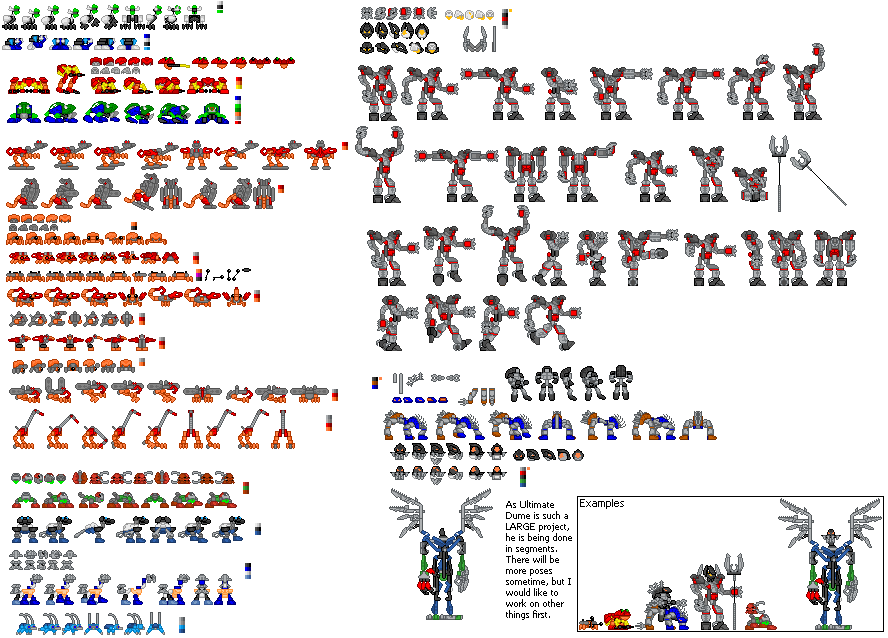 As Ultimate
Dume is such a
LARGE project,
he is being done
in segments.
There will be
more poses
sometime, but I
would like to
work on other
things first.
Examples